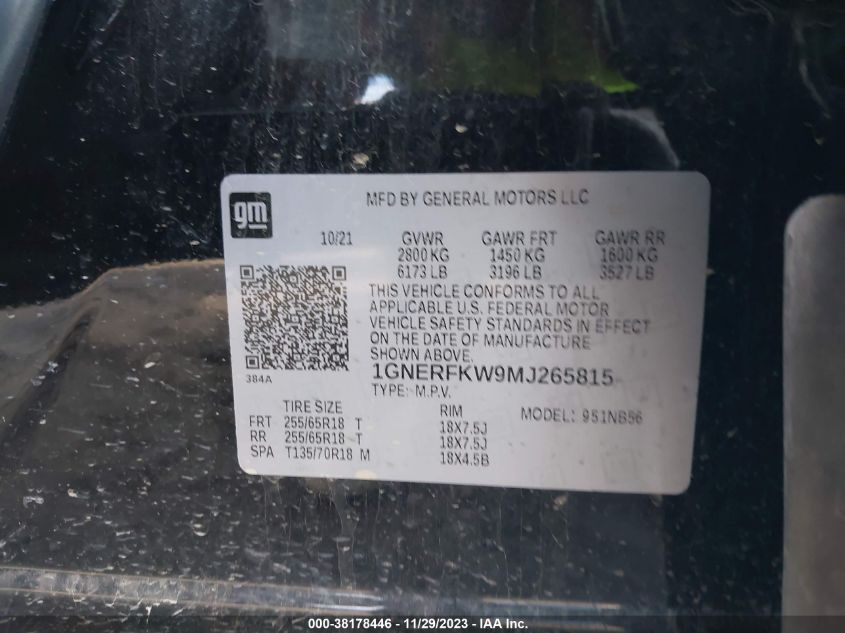 gm
MFD BY GENERAL MOTORS LLC
10/21 GVWR GAWR FRT GAWR RR
2800 KG 1450 KG 1600 KG
6173 LB 3196 LB 3527 LB
THIS VEHICLE CONFORMS TO ALL
APPLICABLE U.S. FEDERAL MOTOR
VEHICLE SAFETY STANDARDS IN EFFECT
ON THE DATE OF MANUFACTURE
SHOWN ABOVE.
384A
1GNERFKW9MJ265815
TYPE: M.P.V.
TIRE SIZE RIM MODEL: 951NB56
FRT 255/65R18 T 18X7.5J
RR 255/65R18 T 18X7.5J
SPA T135/70R18 M 18X4.5B
000-38178446 - 11/29/2023 - IAA Inc.